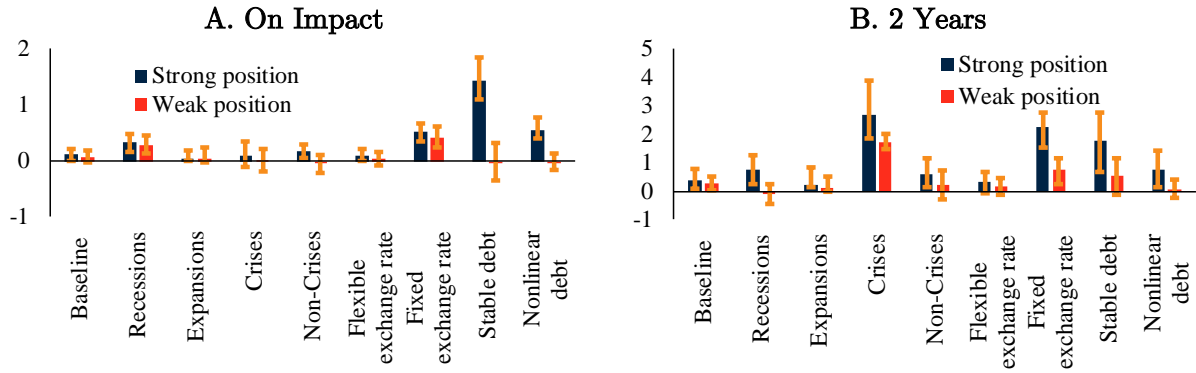 A. On Impact
2
1
0
-1
Strong position
Weak position
Baseline
Recessions
Expansions
Crises
Non-Crises
Flexible
exchange rate
Fixed
exchange rate
Stable debt
Nonlinear
debt
B. 2 Years
5
4
3
2
1
0
-1
Strong position
Weak position
Baseline
Recessions
Expansions
Crises
Non-Crises
Flexible
exchange rate
Fixed
exchange rate
Stable debt
Nonlinear
debt